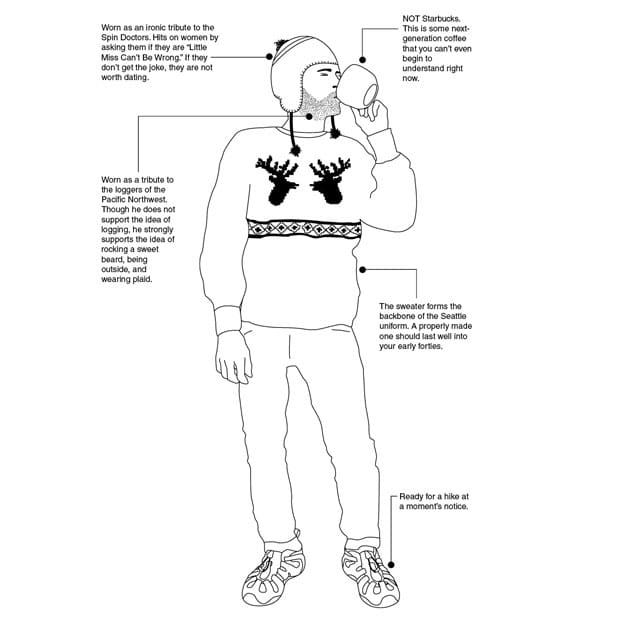 Worn as an ironic tribute to the
Spin Doctors. Hits on women by
asking them if they are “Little
Miss Can’t Be Wrong.” If they
don’t get the joke, they are not
worth dating.
NOT Starbucks.
This is some next-
generation coffee
that you can’t even
begin to
understand right
now.
Worn as a tribute to
the loggers of the
Pacific Northwest.
Though he does not
support the idea of
logging, he strongly
supports the idea of
rocking a sweet
beard, being
outside, and
wearing plaid.
The sweater forms the
backbone of the Seattle
uniform. A properly made
one should last well into
your early forties.
Ready for a hike at
a moment’s notice.